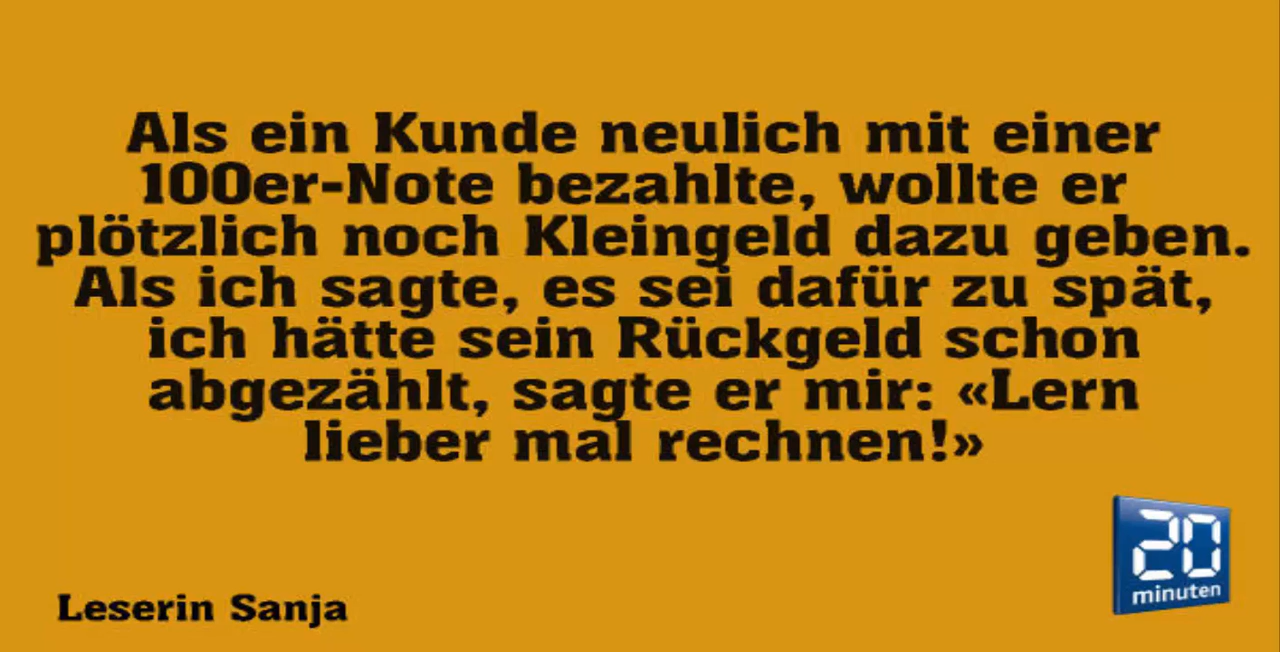 Als ein Kunde neulich mit einer
100er-Note bezahlte, wollte er
plötzlich noch Kleingeld dazu geben.
Als ich sagte, es sei dafür zu spät,
ich hätte sein Rückgeld schon
abgezählt, sagte er mir: «Lern
lieber mal rechnen!»
20
minuten
Leserin Sanja